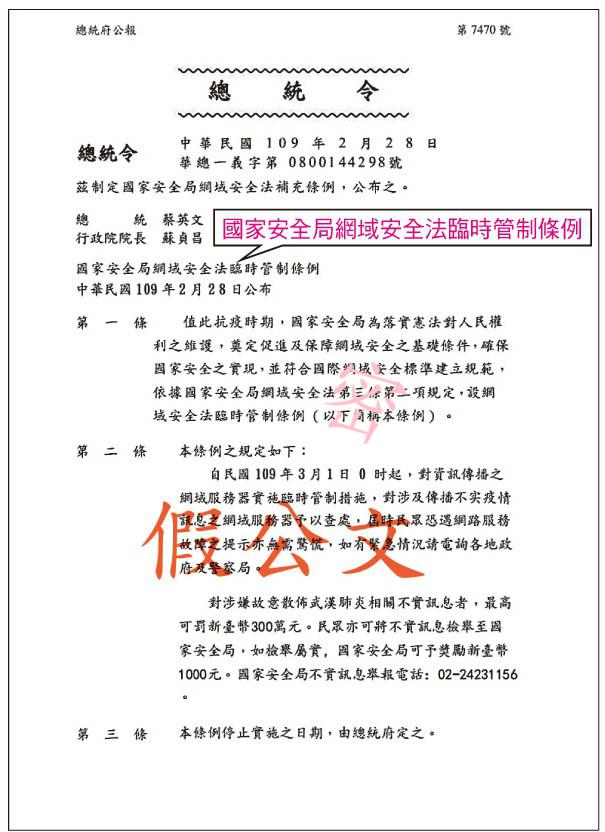 總統府公報 第 7470 號
總統令
總統令 中華民國 109 年 2 月 28 日
華總一義字第 0800144298號
茲制定國家安全局網域安全法補充條例，公布之。
總 統 蔡英文
行政院院長 蘇貞昌
國家安全局網域安全法臨時管制條例
國家安全局網域安全法臨時管制條例
中華民國109年2月28日公布
第一條 值此抗疫時期，國家安全局為落實憲法對人民權
利之維護，奠定促進及保障網域安全之基礎條件，確保
國家安全之實現，並符合國際網域安全標準建立規範，
依據國家安全局網域安全法第三條第二項規定，設網
域安全法臨時管制條例（以下簡稱本條例）。
密
第二條 本條例之規定如下：
自民國109年3月1日 0 時起，對資訊傳播之
網域服務器實施臨時管制措施，對涉及傳播不实疫情
訊息之網域服務器予以查處，屆時民眾恐遇網路服務
故障之提示亦無需驚慌，如有緊急情況請電詢各地政
府及警察局。
假公文
對涉嫌故意散佈武漢肺炎相關不實訊息者，最高
可罰新臺幣300萬元。民眾亦可將不實訊息檢舉至國
家安全局，如檢舉屬實，國家安全局可予獎勵新臺幣
1000元。國家安全局不實訊息舉報電話：02-24231156
。
第三條 本條例停止實施之日期，由總統府定之。